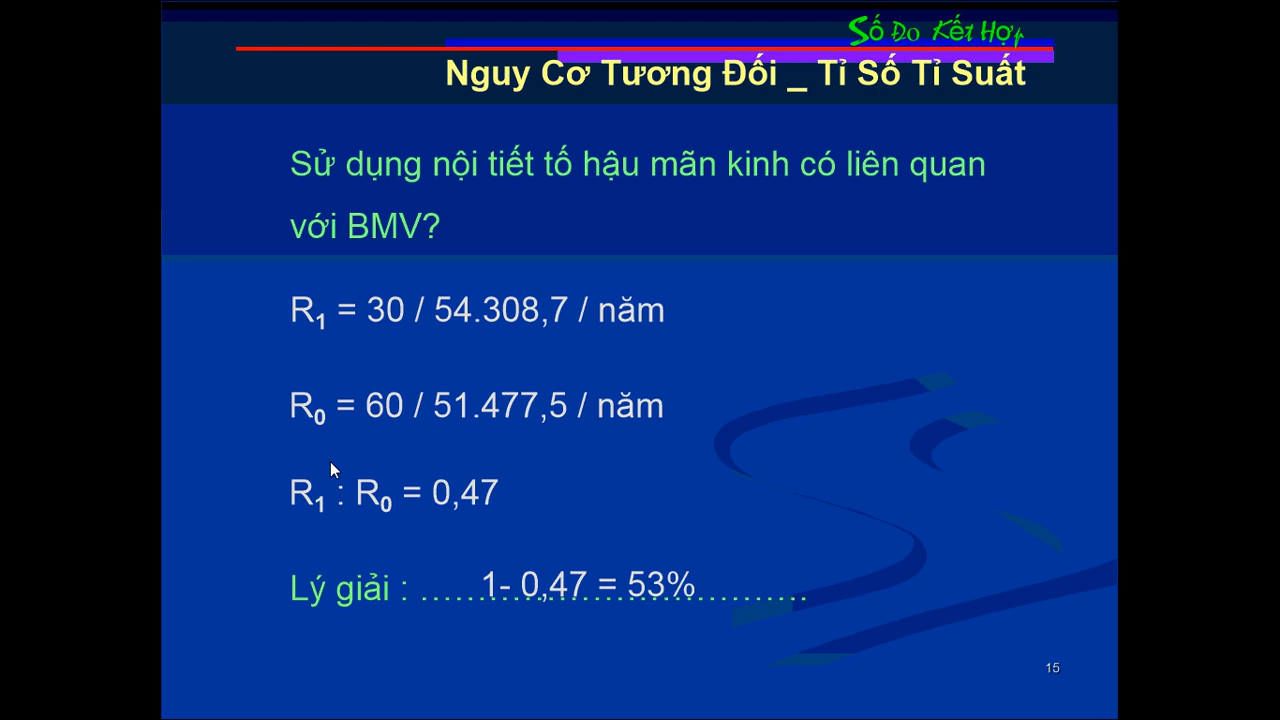 Số Đo Kết Hợp
Nguy Cơ Tương Đối _ Tỉ Số Tỉ Suất
Sử dụng nội tiết tố hậu mãn kinh có liên quan
với BMV?
R₁ = 30 / 54.308,7 / năm
R₀ = 60 / 51.477,5 / năm
R₁ : R₀ = 0,47
Lý giải : ……1- 0,47 = 53%…………
15